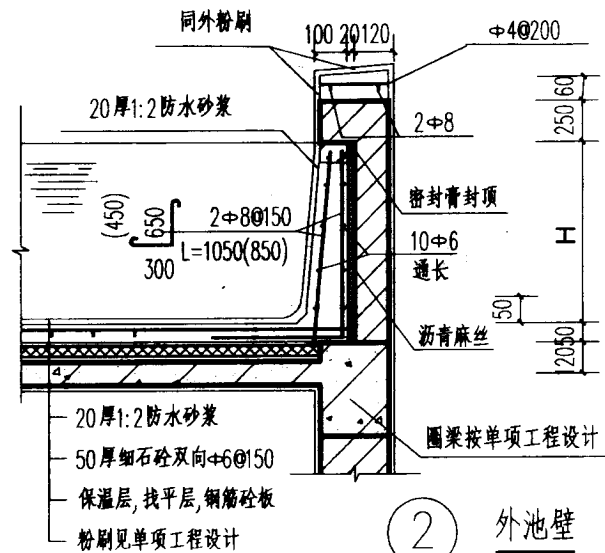 同外粉刷
100 20 120
Φ4@200
20厚1:2防水砂浆
2Φ8
60
250
密封膏封顶
(450)
650
300
2Φ8@150
L=1050(850)
10Φ6
通长
H
50
沥青麻丝
50
120
20厚1:2防水砂浆
50厚细石砼双向Φ6@150
保温层,找平层,钢筋砼板
粉刷见单项工程设计
圈梁按单项工程设计
2 外池壁